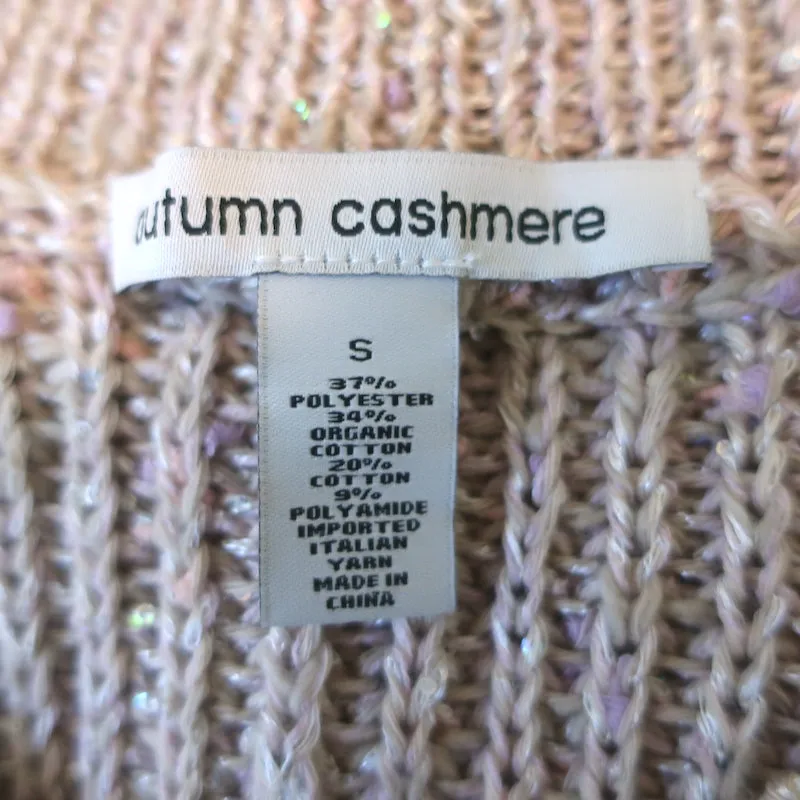 autumn cashmere
S
37%
POLYESTER
34%
ORGANIC
COTTON
20%
COTTON
9%
POLYAMIDE
IMPORTED
ITALIAN
YARN
MADE IN
CHINA